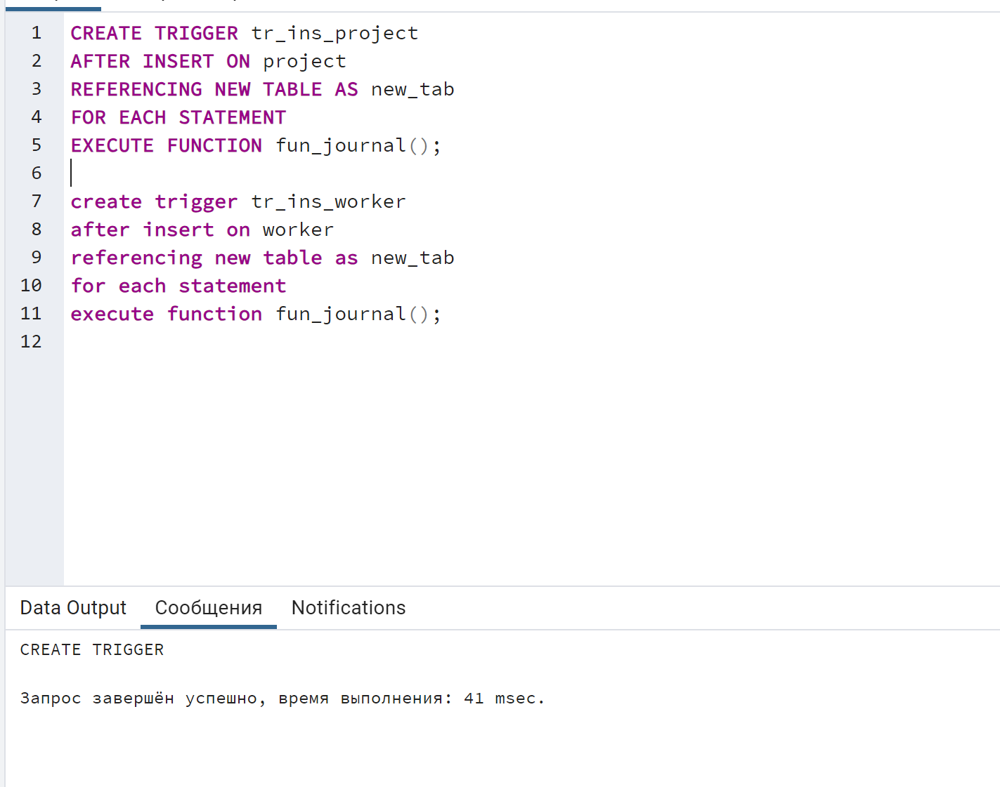 1 CREATE TRIGGER tr_ins_project
2 AFTER INSERT ON project
3 REFERENCING NEW TABLE AS new_tab
4 FOR EACH STATEMENT
5 EXECUTE FUNCTION fun_journal();
6
7 create trigger tr_ins_worker
8 after insert on worker
9 referencing new table as new_tab
10 for each statement
11 execute function fun_journal();
12
Data Output Сообщения Notifications
CREATE TRIGGER
Запрос завершён успешно, время выполнения: 41 msec.